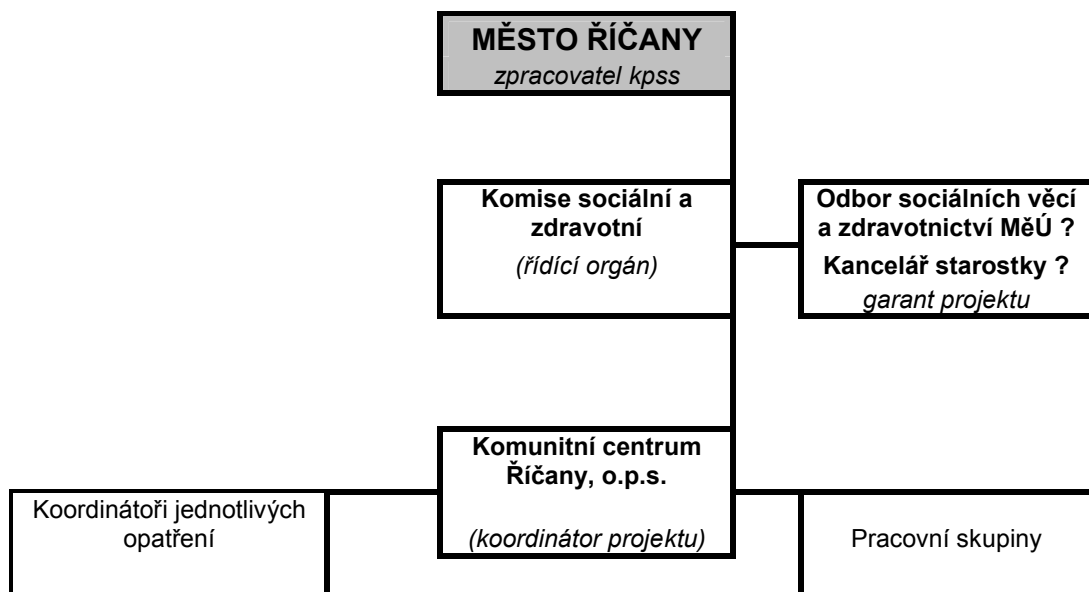 MĚSTO ŘÍČANY
zpracovatel kpss
Komise sociální a
zdravotní
(řídící orgán)
Odbor sociálních věcí
a zdravotnictví MěÚ ?
Kancelář starostky ?
garant projektu
Komunitní centrum
Říčany, o.p.s.
(koordinátor projektu)
Koordinátoři jednotlivých
opatření
Pracovní skupiny